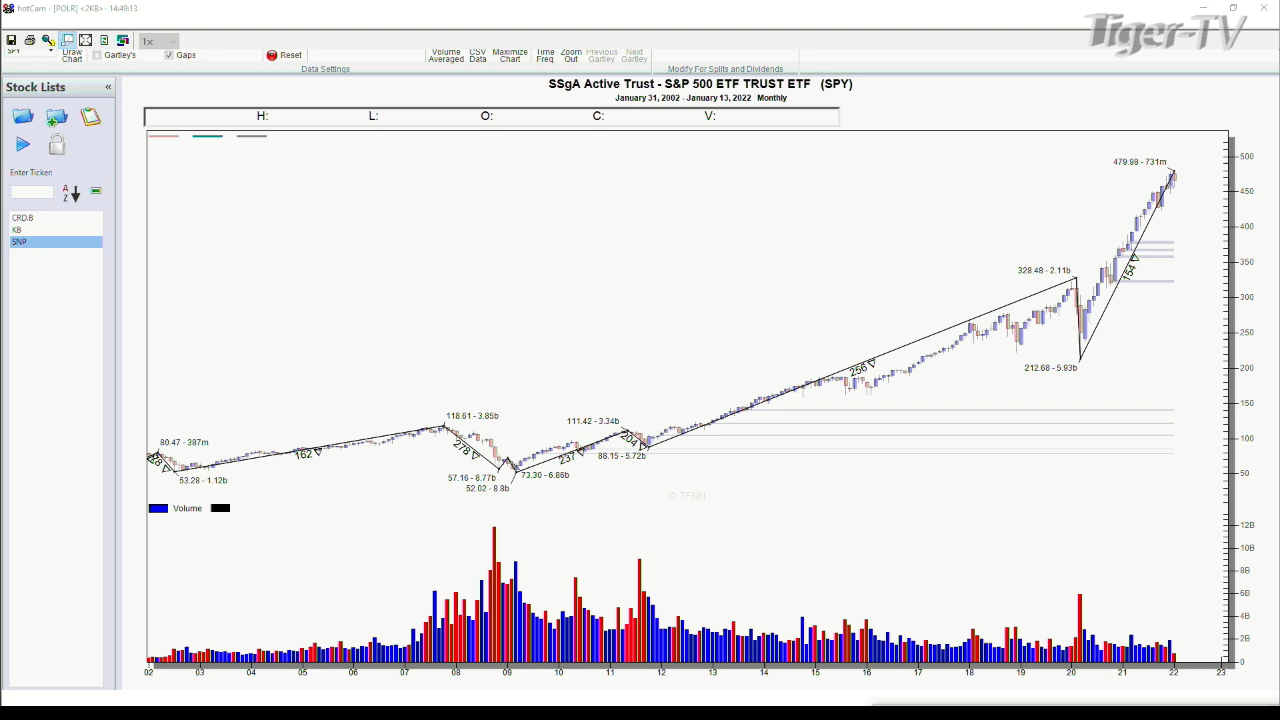 hotCam - [POLR] <2KB> - 14:49:13
Tiger-TV
1x
SPY
Draw Chart
Gartley's
Gaps
Reset
Volume Averaged
CSV Data
Maximize Chart
Time Freq
Zoom Out
Previous Gartley
Next Gartley
Data Settings
Modify For Splits and Dividends
Stock Lists «
Enter Ticker:
A
Z
CRD.B
KB
SNP
SSgA Active Trust - S&P 500 ETF TRUST ETF (SPY)
January 31, 2002 - January 13, 2022 Monthly
H: L: O: C: V:
479.98 - 731m
328.48 - 2.11b
154
212.68 - 5.93b
256
118.61 - 3.85b
111.42 - 3.34b
80.47 - 387m
162
278
237
204
88.15 - 5.72b
53.28 - 1.12b
57.16 - 8.77b
73.30 - 6.86b
52.02 - 8.8b
© TFNN
500
450
400
350
300
250
200
150
100
50
Volume
12B
10B
8B
6B
4B
2B
0
02 03 04 05 06 07 08 09 10 11 12 13 14 15 16 17 18 19 20 21 22 23